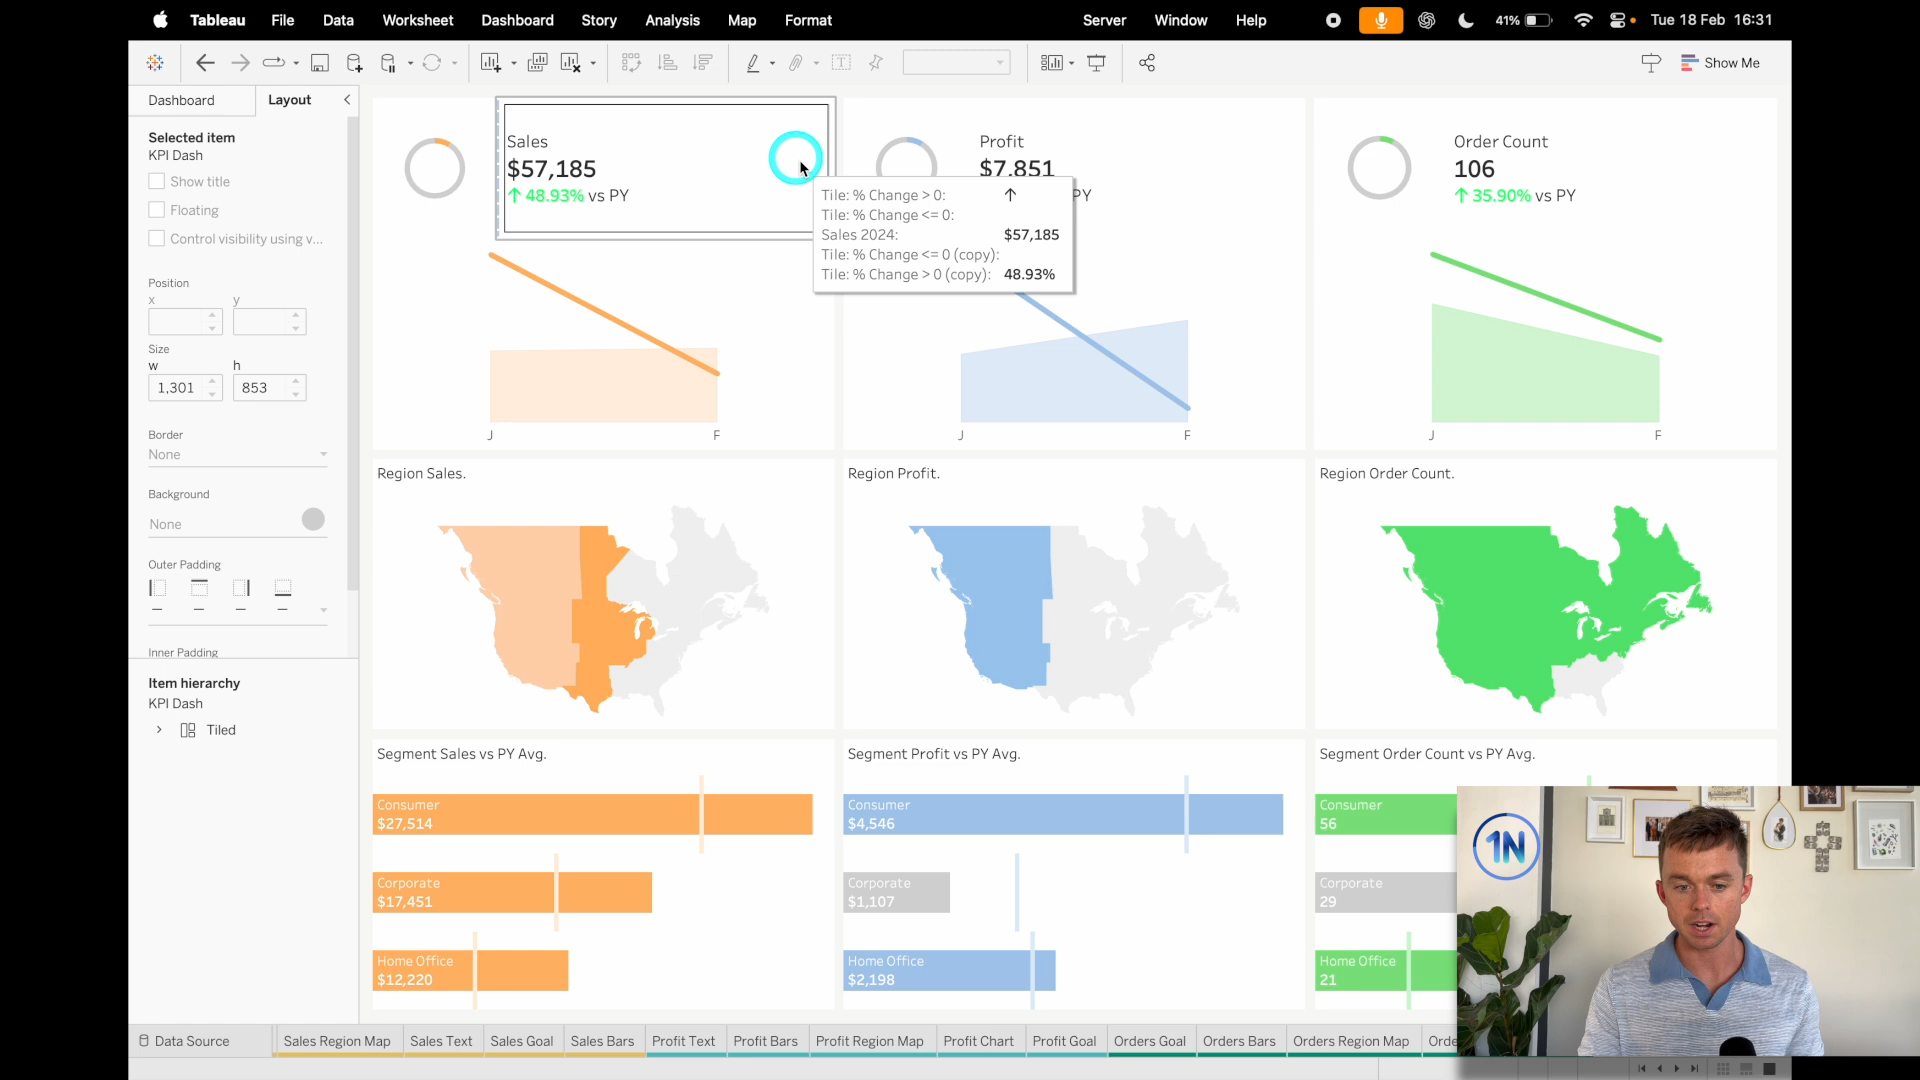 Tableau File Data Worksheet Dashboard Story Analysis Map Format Server Window Help 41% Tue 18 Feb 16:31
Show Me
Dashboard Layout
Selected item
KPI Dash
Show title
Floating
Control visibility using v...
Position
x y
Size
w h
1,301 853
Border
None
Background
None
Outer Padding
Inner Padding
Item hierarchy
KPI Dash
Tiled
Sales
$57,185
↑ 48.93% vs PY
J F
Profit
$7,851
PY
J F
Order Count
106
↑ 35.90% vs PY
J F
Tile: % Change > 0: ↑
Tile: % Change <= 0:
Sales 2024: $57,185
Tile: % Change <= 0 (copy):
Tile: % Change > 0 (copy): 48.93%
Region Sales.
Region Profit.
Region Order Count.
Segment Sales vs PY Avg.
Consumer
$27,514
Corporate
$17,451
Home Office
$12,220
Segment Profit vs PY Avg.
Consumer
$4,546
Corporate
$1,107
Home Office
$2,198
Segment Order Count vs PY Avg.
Consumer
56
Corporate
29
Home Office
21
1N
Data Source Sales Region Map Sales Text Sales Goal Sales Bars Profit Text Profit Bars Profit Region Map Profit Chart Profit Goal Orders Goal Orders Bars Orders Region Map Orde